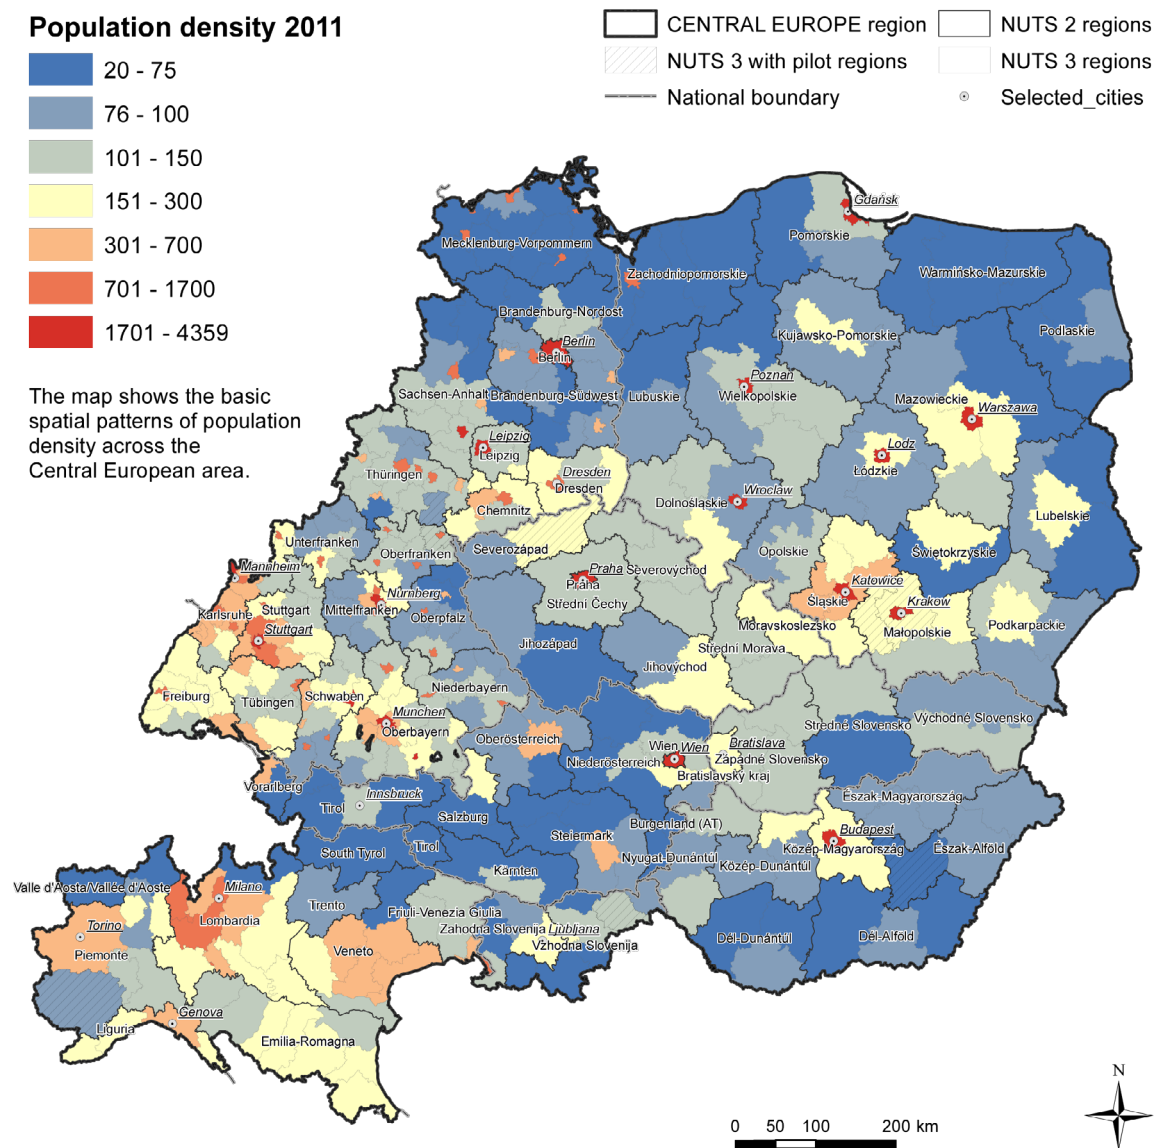 Population density 2011
20 - 75
76 - 100
101 - 150
151 - 300
301 - 700
701 - 1700
1701 - 4359
The map shows the basic
spatial patterns of population
density across the
Central European area.
CENTRAL EUROPE region
NUTS 2 regions
NUTS 3 with pilot regions
NUTS 3 regions
National boundary
Selected_cities
Gdańsk
Pomorskie
Mecklenburg-Vorpommern
Zachodniopomorskie
Warmińsko-Mazurskie
Brandenburg-Nordost
Kujawsko-Pomorskie
Podlaskie
Berlin
Berlin
Poznań
Sachsen-Anhalt
Brandenburg-Südwest
Lubuskie
Wielkopolskie
Mazowieckie
Warszawa
Leipzig
Leipzig
Lodz
Łódzkie
Thüringen
Dresden
Dresden
Wroclaw
Dolnośląskie
Chemnitz
Lubelskie
Unterfranken
Oberfranken
Severozápad
Opolskie
Świętokrzyskie
Mannheim
Praha
Praha
Severovýchod
Katowice
Nürnberg
Karlsruhe
Stuttgart
Mittelfranken
Oberpfalz
Střední Čechy
Śląskie
Krakow
Stuttgart
Moravskoslezsko
Małopolskie
Podkarpackie
Jihozápad
Střední Morava
Jihovýchod
Freiburg
Tübingen
Schwaben
Niederbayern
Munchen
Oberbayern
Oberösterreich
Stredné Slovensko
Východné Slovensko
Wien
Wien
Bratislava
Niederösterreich
Západné Slovensko
Bratislavský kraj
Vorarlberg
Innsbruck
Tirol
Salzburg
Észak-Magyarország
Burgenland (AT)
Budapest
Steiermark
Tirol
South Tyrol
Nyugat-Dunántúl
Közép-Magyarország
Észak-Alföld
Közép-Dunántúl
Kärnten
Valle d'Aosta/Vallée d'Aoste
Milano
Trento
Lombardia
Friuli-Venezia Giulia
Torino
Zahodna Slovenija
Ljubljana
Vzhodna Slovenija
Veneto
Piemonte
Dél-Dunántúl
Dél-Alföld
Genova
Liguria
Emilia-Romagna
N
0 50 100 200 km